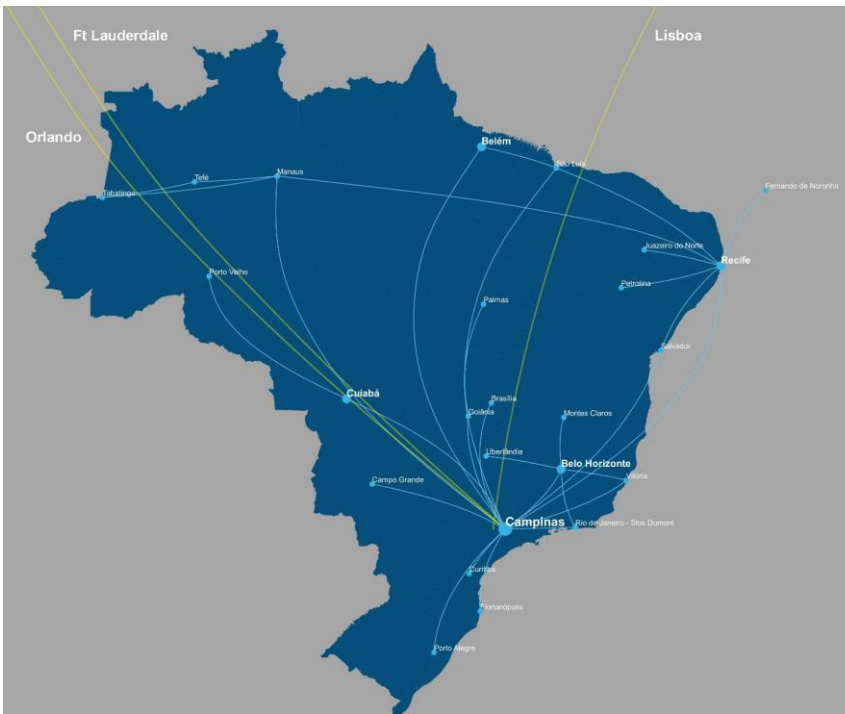 Ft Lauderdale
Lisboa
Orlando
Belém
São Luis
Manaus
Tefé
Tabatinga
Fernando de Noronha
Juazeiro do Norte
Recife
Porto Velho
Petrolina
Palmas
Salvador
Cuiabá
Brasília
Goiânia
Montes Claros
Uberlândia
Belo Horizonte
Vitória
Campo Grande
Campinas
Rio de Janeiro - Stos Dumont
Curitiba
Florianópolis
Porto Alegre